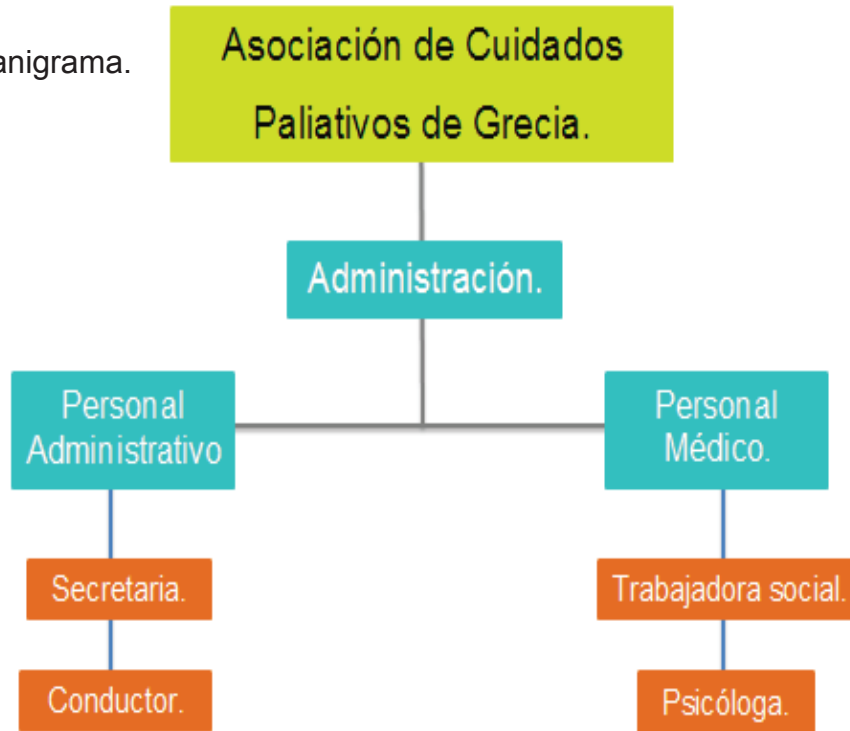 anigrama.
Asociación de Cuidados
Paliativos de Grecia.
Administración.
Personal
Administrativo
Personal
Médico.
Secretaria.
Trabajadora social.
Conductor.
Psicóloga.